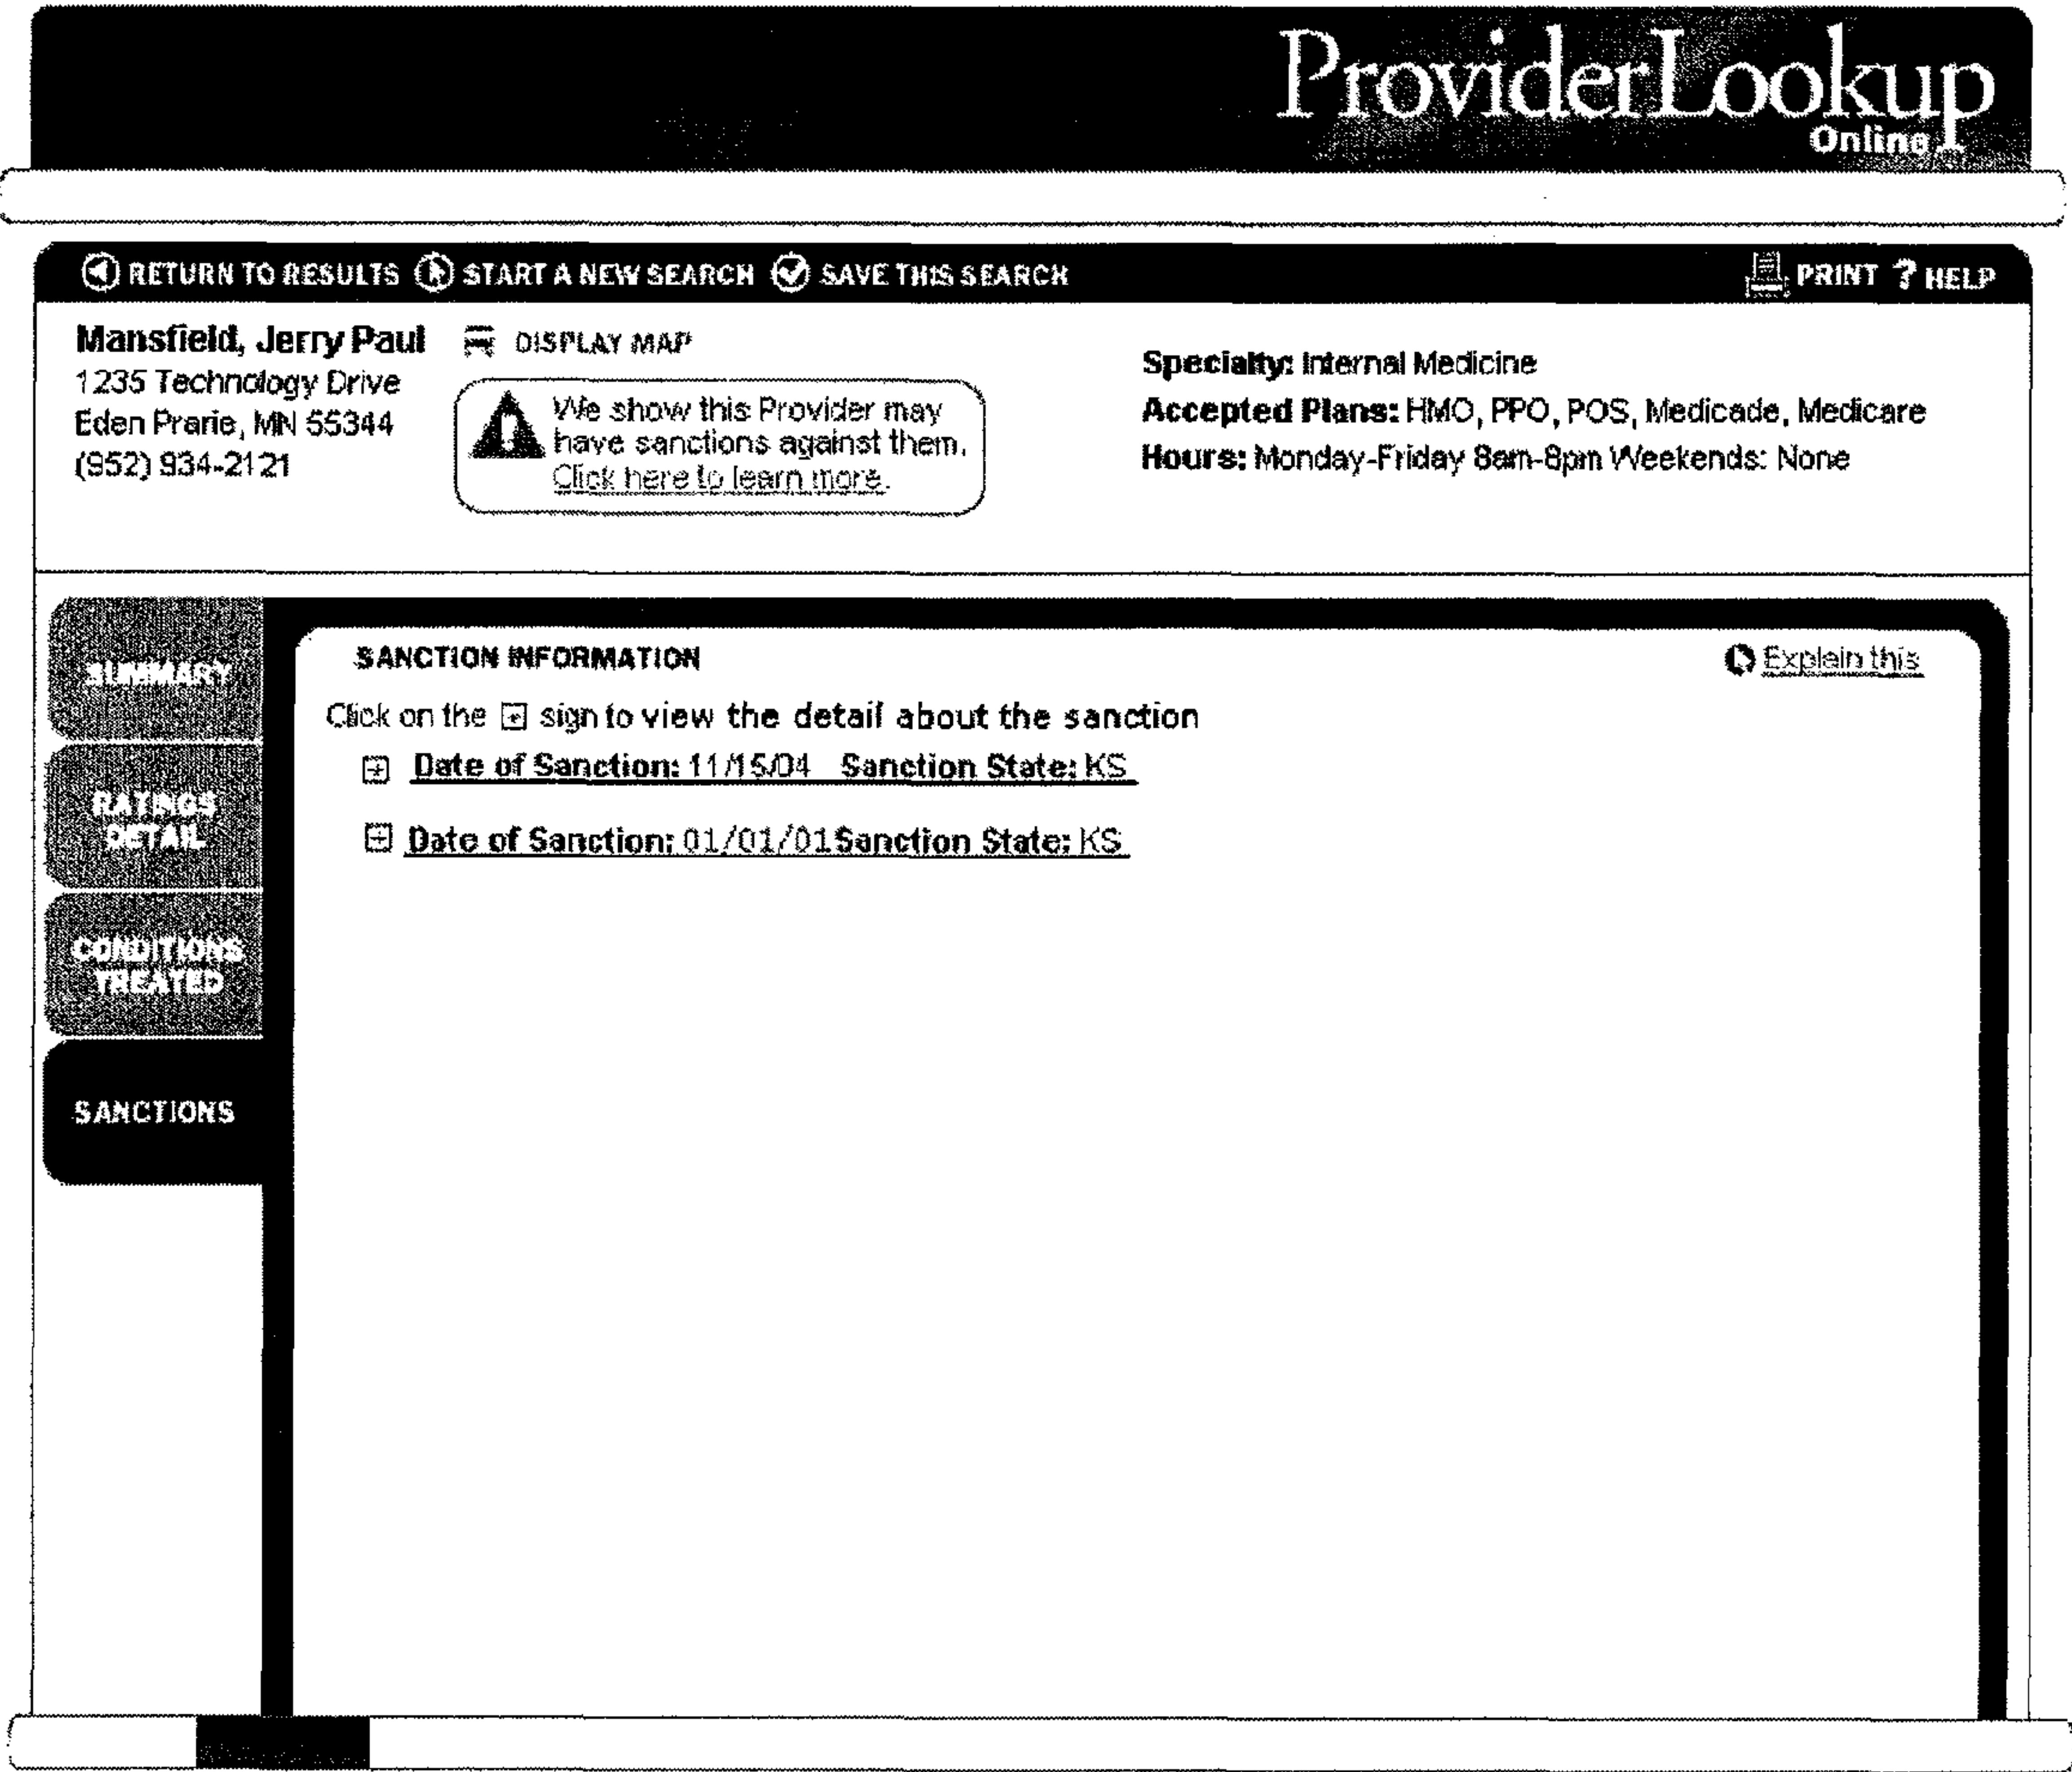 ProviderLookup
Online
RETURN TO RESULTS START A NEW SEARCH SAVE THIS SEARCH PRINT ? HELP
Mansfield, Jerry Paul
1235 Technology Drive
Eden Prarie, MN 55344
(952) 934-2121
DISPLAY MAP
We show this Provider may
have sanctions against them.
Click here to learn more.
Specialty: Internal Medicine
Accepted Plans: HMO, PPO, POS, Medicade, Medicare
Hours: Monday-Friday 8am-8pm Weekends: None
SUMMARY
RATINGS
DETAIL
CONDITIONS
TREATED
SANCTIONS
SANCTION INFORMATION
Explain this
Click on the + sign to view the detail about the sanction
+ Date of Sanction: 11/15/04 Sanction State: KS
+ Date of Sanction: 01/01/01 Sanction State: KS